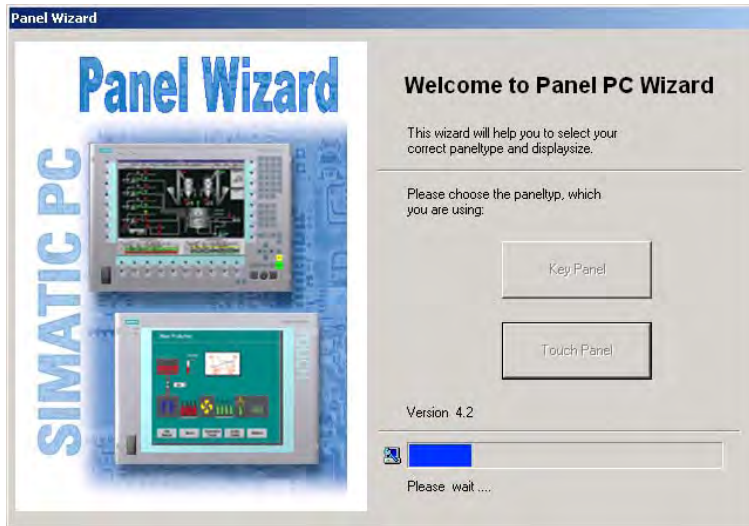 Panel Wizard
Panel Wizard
SIMATIC PC
Welcome to Panel PC Wizard
This wizard will help you to select your
correct paneltype and displaysize.
Please choose the paneltyp, which
you are using:
Key Panel
Touch Panel
Version 4.2
Please wait ....